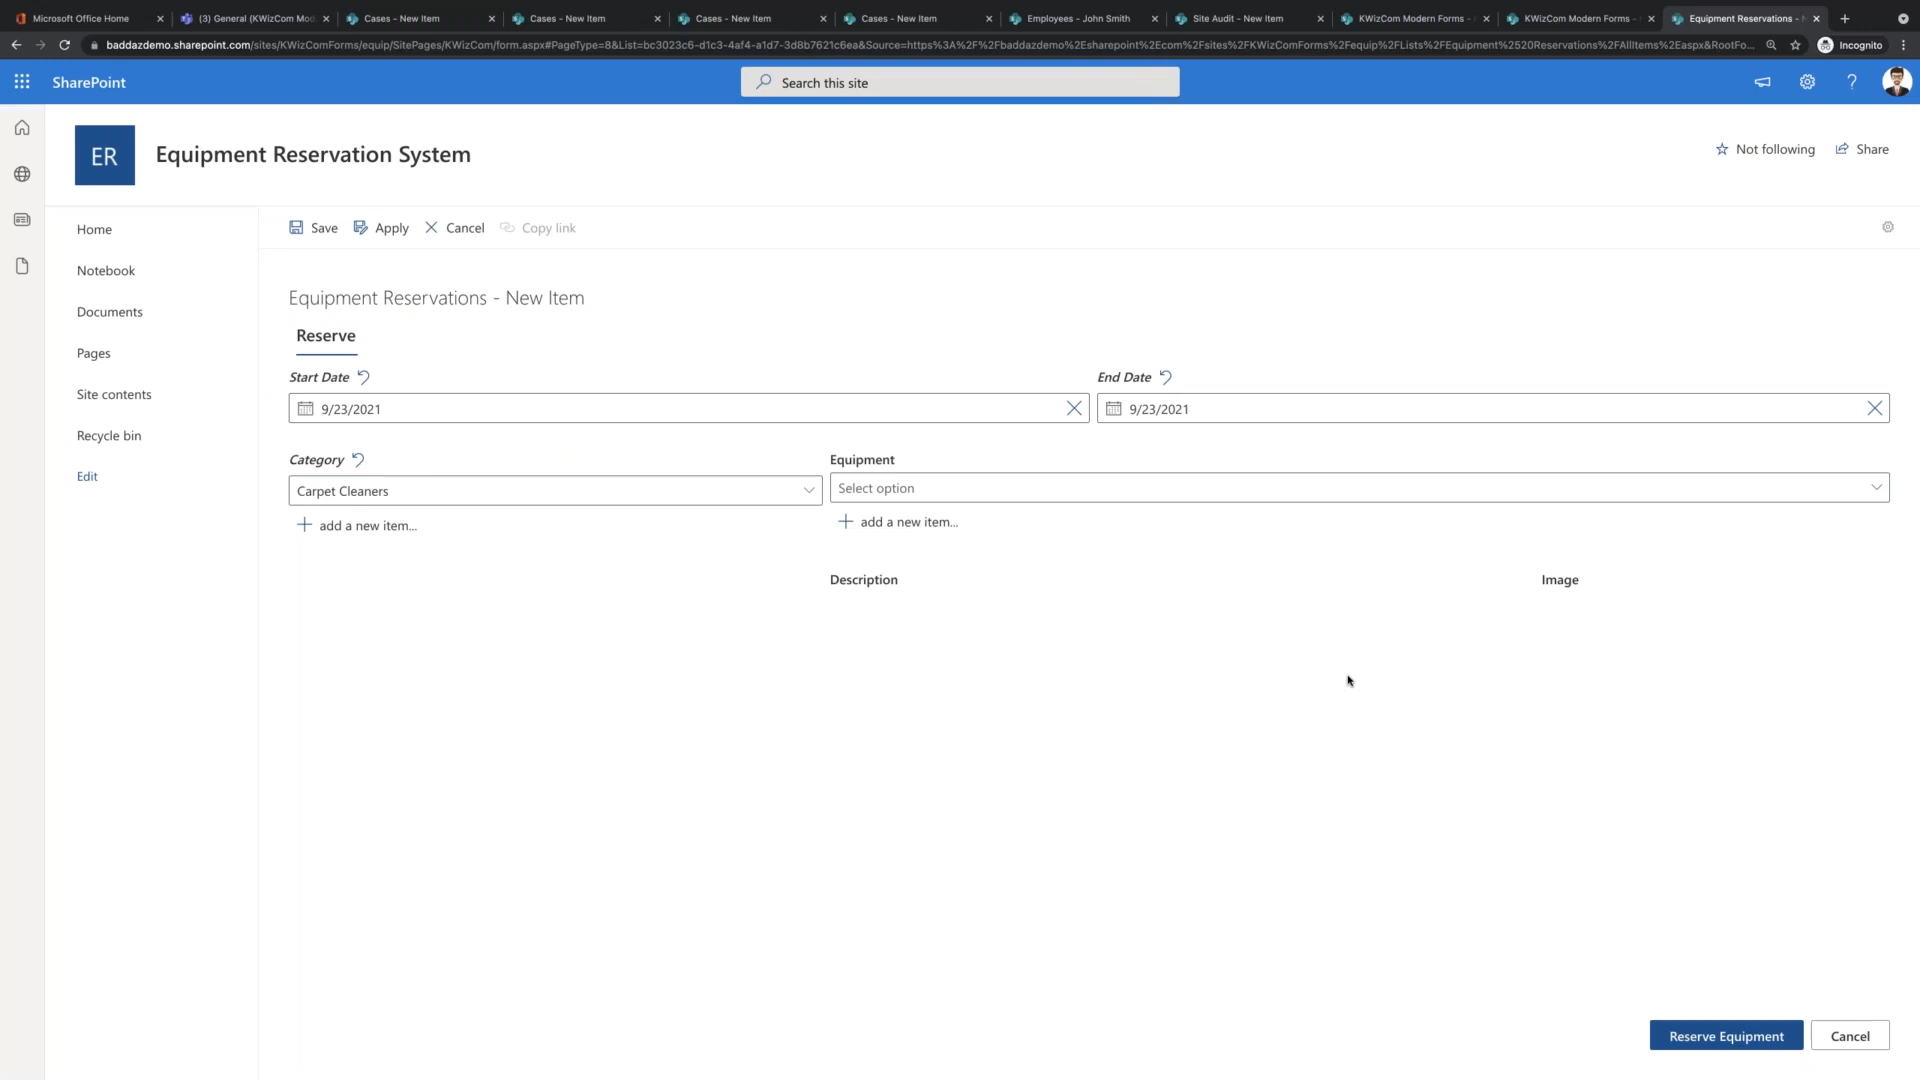 Microsoft Office Home
(3) General (KWizCom Mod
Cases - New Item
Cases - New Item
Cases - New Item
Cases - New Item
Employees - John Smith
Site Audit - New Item
KWizCom Modern Forms -
KWizCom Modern Forms -
Equipment Reservations -
baddazdemo.sharepoint.com/sites/KWizComForms/equip/SitePages/KWizCom/form.aspx#PageType=8&List=bc3023c6-d1c3-4af4-a1d7-3d8b7621c6ea&Source=https%3A%2F%2Fbaddazdemo%2Esharepoint%2Ecom%2Fsites%2FKWizComForms%2Fequip%2FLists%2FEquipment%2520Reservations%2FAllItems%2Easpx&RootFo...
Incognito
SharePoint
Search this site
ER
Equipment Reservation System
Not following
Share
Home
Notebook
Documents
Pages
Site contents
Recycle bin
Edit
Save
Apply
Cancel
Copy link
Equipment Reservations - New Item
Reserve
Start Date
End Date
9/23/2021
9/23/2021
Category
Equipment
Carpet Cleaners
Select option
add a new item...
add a new item...
Description
Image
Reserve Equipment
Cancel